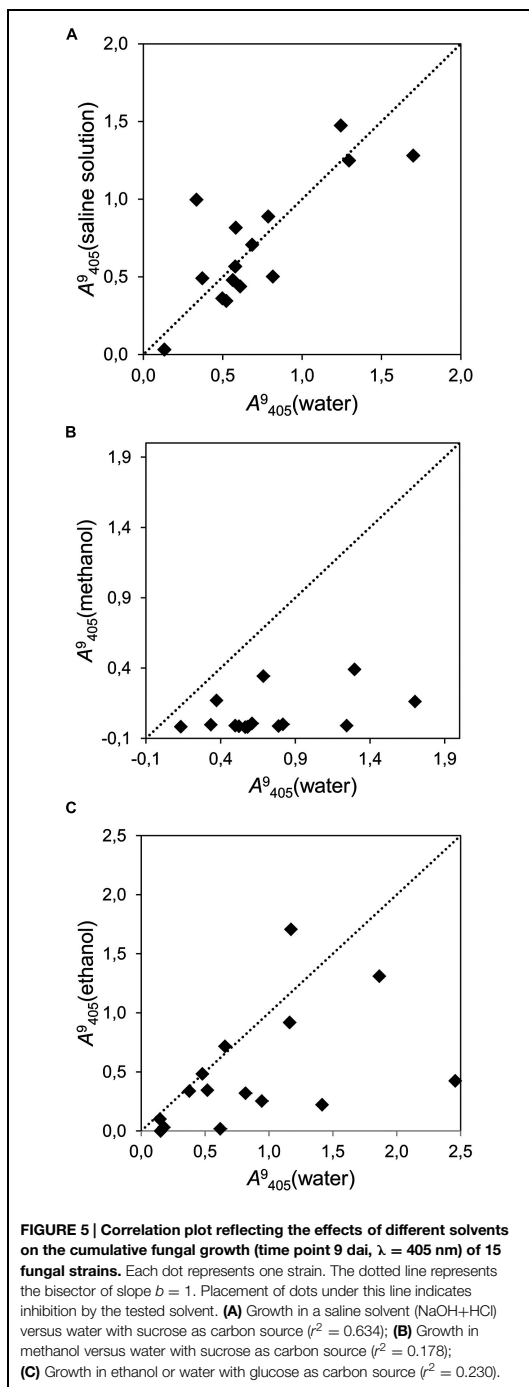 A
2,0
1,5
1,0
0,5
0,0
A⁹₄₀₅(saline solution)
0,0 0,5 1,0 1,5 2,0
A⁹₄₀₅(water)
B
1,9
1,4
0,9
0,4
-0,1
A⁹₄₀₅(methanol)
-0,1 0,4 0,9 1,4 1,9
A⁹₄₀₅(water)
C
2,5
2,0
1,5
1,0
0,5
0,0
A⁹₄₀₅(ethanol)
0,0 0,5 1,0 1,5 2,0 2,5
A⁹₄₀₅(water)
FIGURE 5 | Correlation plot reflecting the effects of different solvents
on the cumulative fungal growth (time point 9 dai, λ = 405 nm) of 15
fungal strains. Each dot represents one strain. The dotted line represents
the bisector of slope b = 1. Placement of dots under this line indicates
inhibition by the tested solvent. (A) Growth in a saline solvent (NaOH+HCl)
versus water with sucrose as carbon source (r² = 0.634); (B) Growth in
methanol versus water with sucrose as carbon source (r² = 0.178);
(C) Growth in ethanol or water with glucose as carbon source (r² = 0.230).